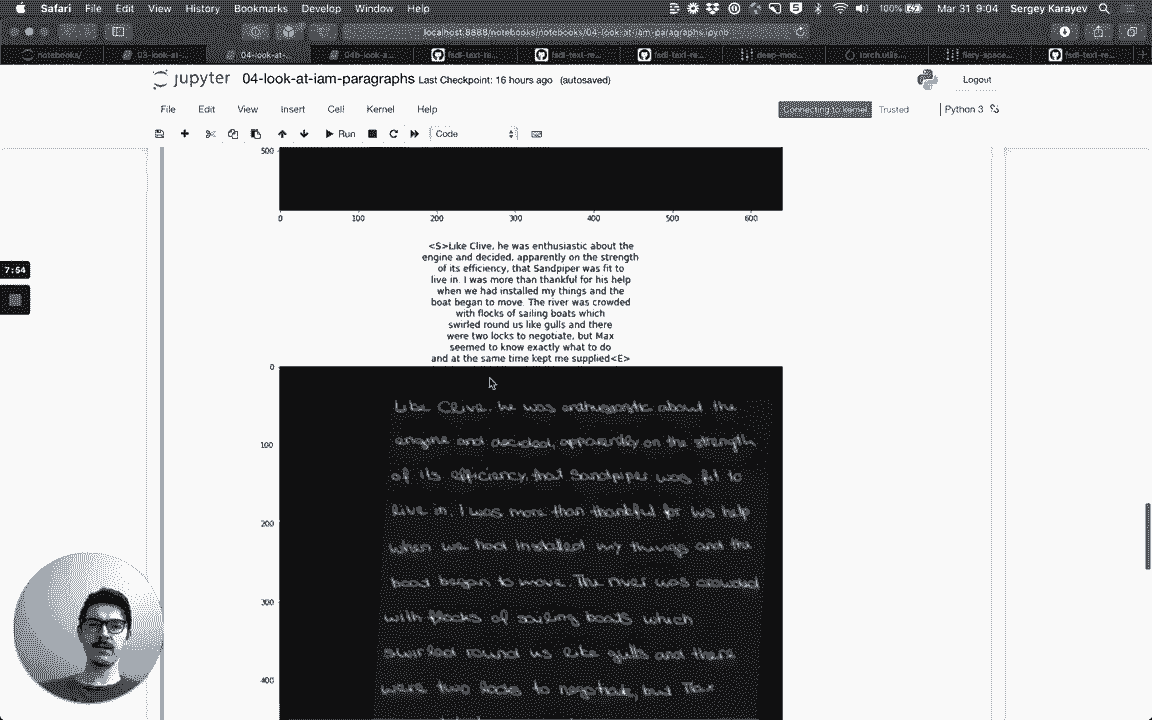 Safari File Edit View History Bookmarks Develop Window Help 100% Mar 31 9:04 Sergey Karayev
localhost:8888/notebooks/notebooks/04-look-at-iam-paragraphs.ipynb
notebooks/ 03-look-at- 04-look-at-... 04b-look-a... fsdl-text-re... fsdl-text-re... fsdl-text-re... deep-mod... torch.utils... fiery-space... fsdl-text-re...
jupyter 04-look-at-iam-paragraphs Last Checkpoint: 16 hours ago (autosaved) Logout
File Edit View Insert Cell Kernel Help Connecting to kernel Trusted Python 3
Run Code
500
0 100 200 300 400 500 600
<S>Like Clive, he was enthusiastic about the
engine and decided, apparently on the strength
of its efficiency, that Sandpiper was fit to
live in. I was more than thankful for his help
when we had installed my things and the
boat began to move. The river was crowded
with flocks of sailing boats which
swirled round us like gulls and there
were two locks to negotiate, but Max
seemed to know exactly what to do
and at the same time kept me supplied<E>
7:54
0
Like Clive, he was enthusiastic about the
100
engine and decided, apparently on the strength
of its efficiency, that Sandpiper was fit to
200
live in. I was more than thankful for his help
when we had installed my things and the
boat began to move. The river was crowded
300
with flocks of sailing boats which
swirled round us like gulls and there
400
were two locks to negotiate, but Max